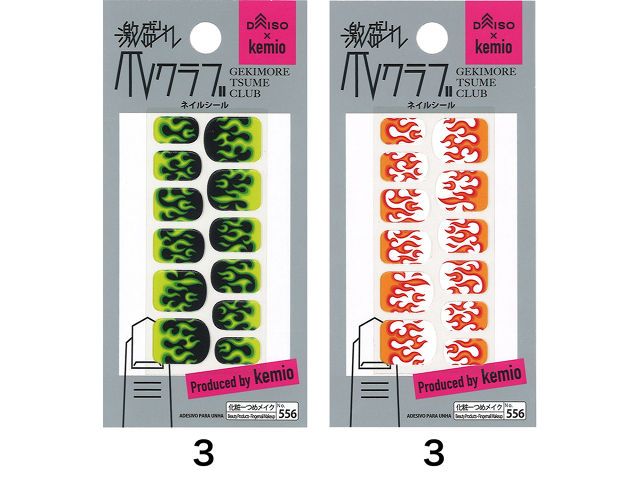 激盛れ
爪クラブ
GEKIMORE
TSUME
CLUB
ネイルシール
DAISO
×
kemio
Produced by kemio
ADESIVO PARA UNHA
化粧-つめメイク
Beauty Products - Fingernail Makeup
No.
556
3
激盛れ
爪クラブ
GEKIMORE
TSUME
CLUB
ネイルシール
DAISO
×
kemio
Produced by kemio
ADESIVO PARA UNHA
化粧-つめメイク
Beauty Products - Fingernail Makeup
No.
556
3